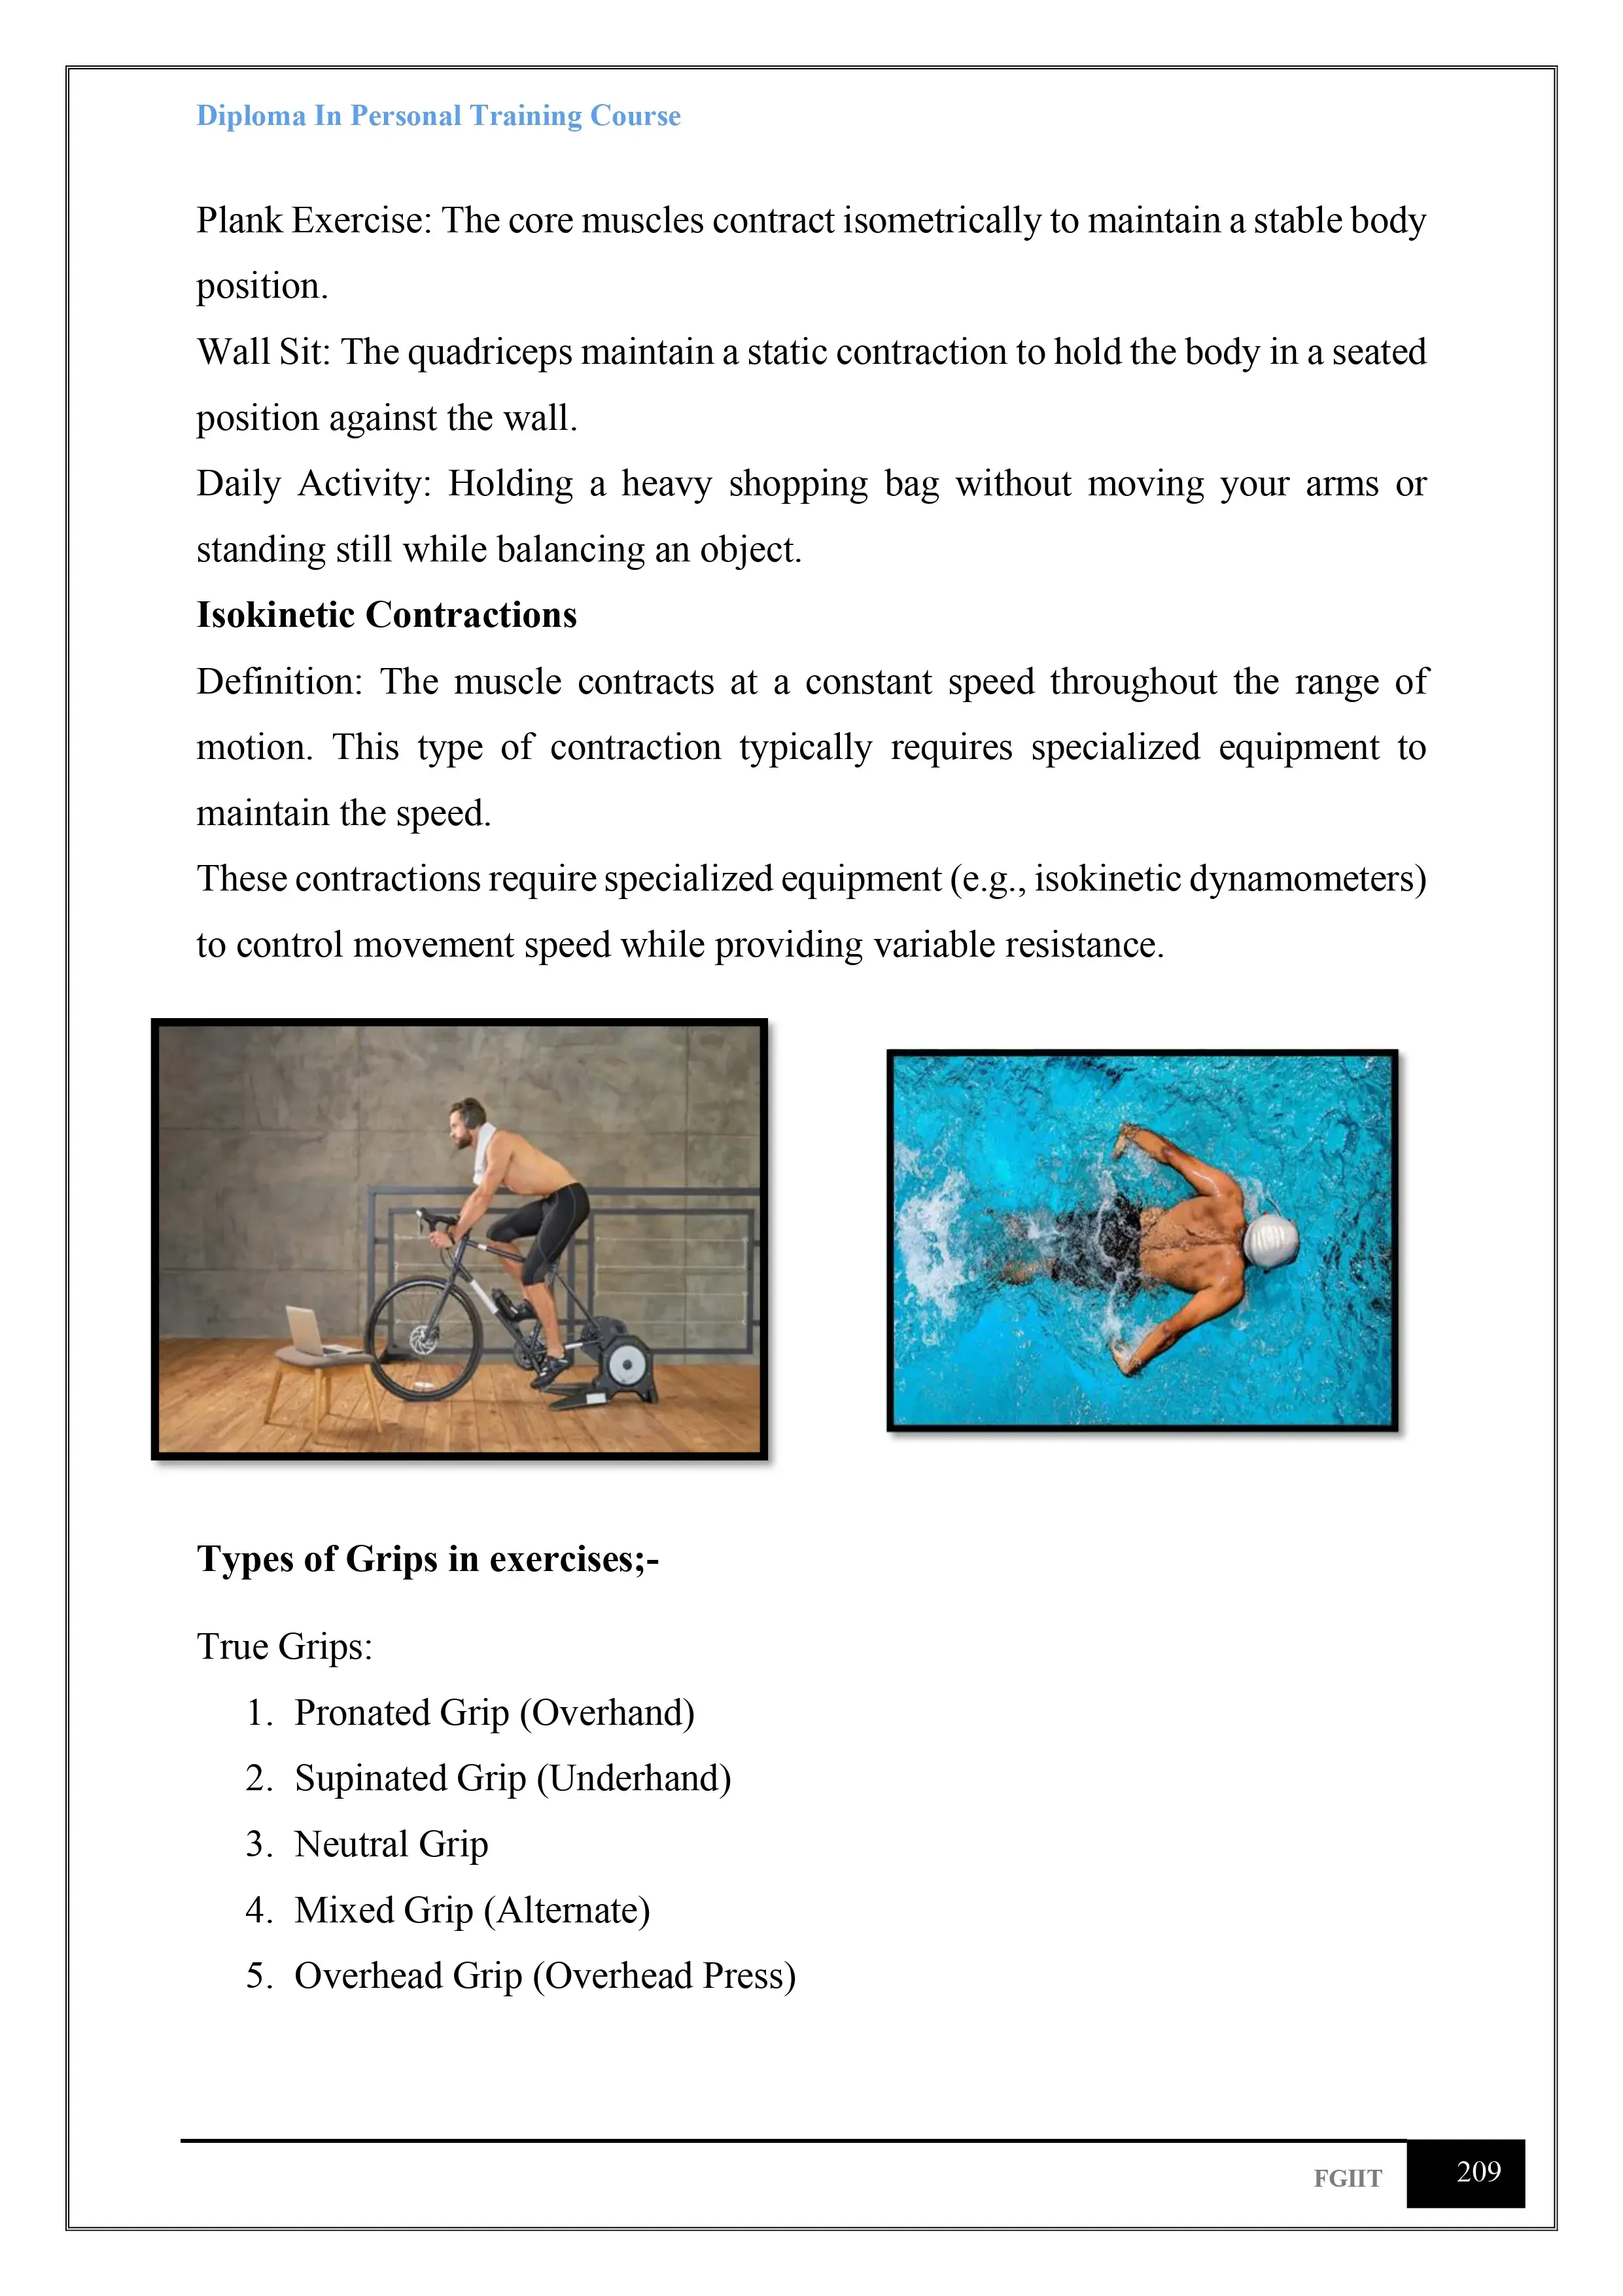 Diploma In Personal Training Course
Plank Exercise: The core muscles contract isometrically to maintain a stable body
position.
Wall Sit: The quadriceps maintain a static contraction to hold the body in a seated
position against the wall.
Daily Activity: Holding a heavy shopping bag without moving your arms or
standing still while balancing an object.
Isokinetic Contractions
Definition: The muscle contracts at a constant speed throughout the range of
motion. This type of contraction typically requires specialized equipment to
maintain the speed.
These contractions require specialized equipment (e.g., isokinetic dynamometers)
to control movement speed while providing variable resistance.
Types of Grips in exercises;-
True Grips:
1. Pronated Grip (Overhand)
2. Supinated Grip (Underhand)
3. Neutral Grip
4. Mixed Grip (Alternate)
5. Overhead Grip (Overhead Press)
FGIIT 209